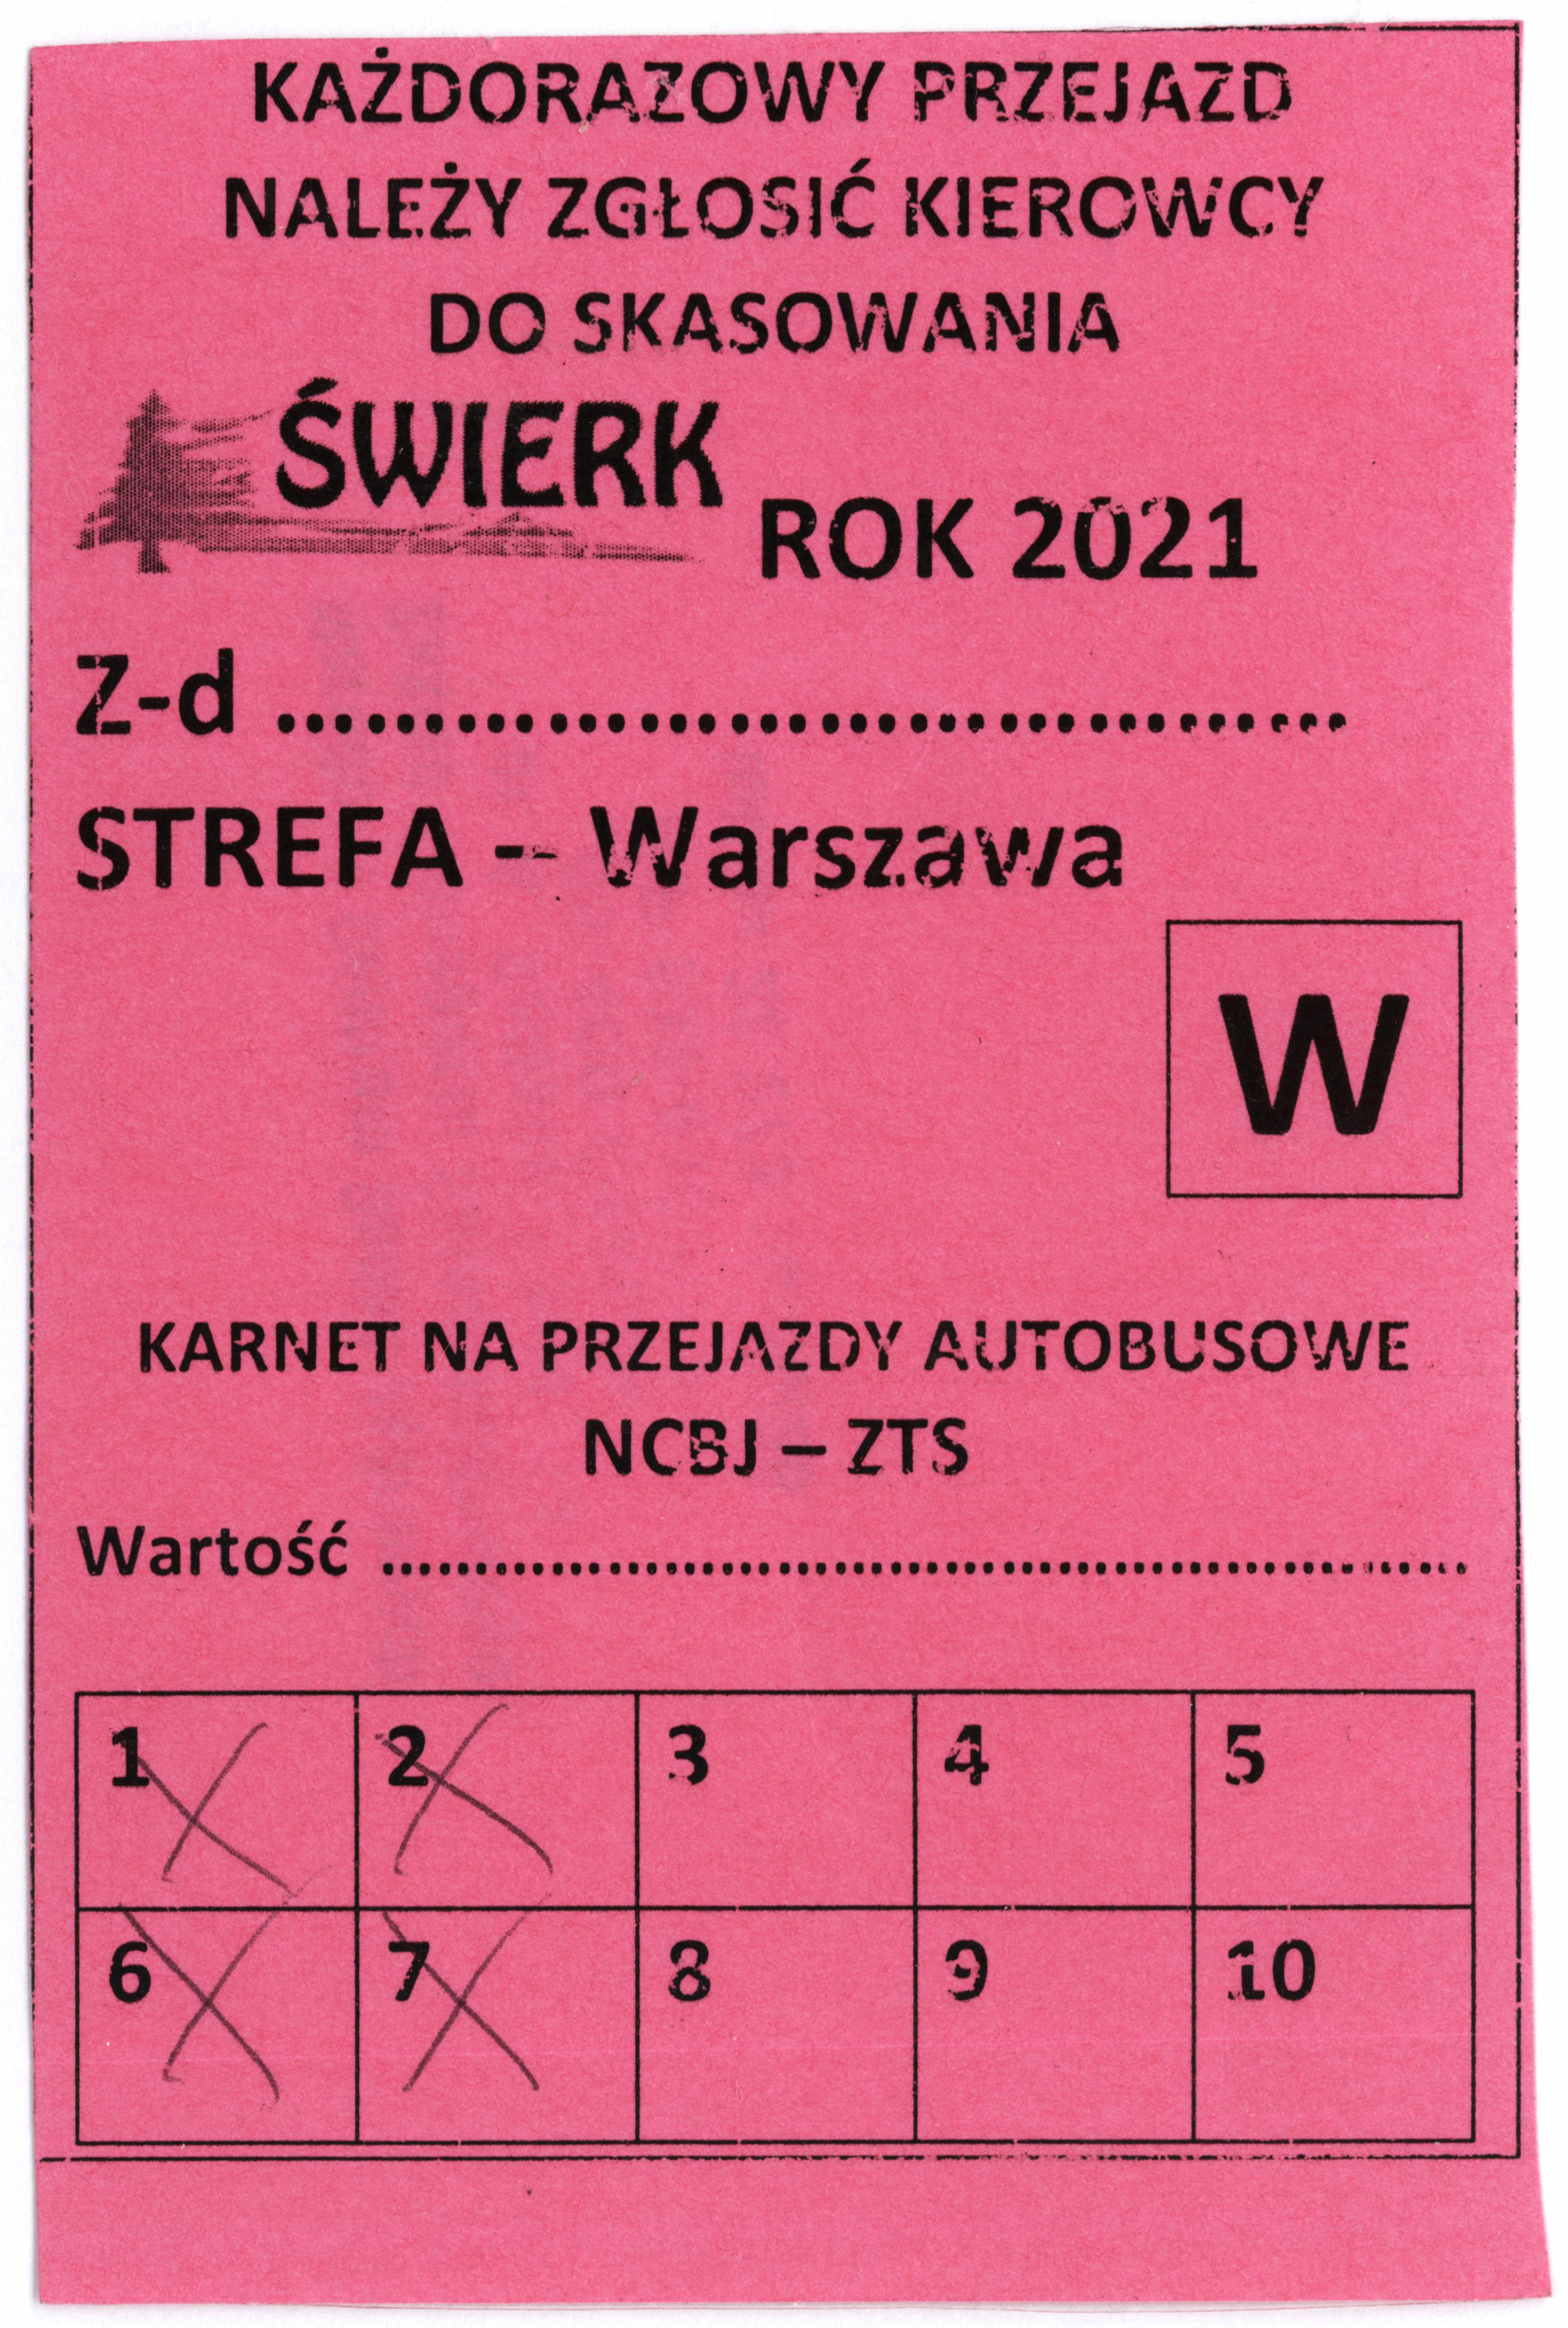 KAŻDORAZOWY PRZEJAZD
NALEŻY ZGŁOSIĆ KIEROWCY
DO SKASOWANIA
ŚWIERK ROK 2021
Z-d ....................................
STREFA -- Warszawa
W
KARNET NA PRZEJAZDY AUTOBUSOWE
NCBJ – ZTS
Wartość ..............................................................
1 2 3 4 5
6 7 8 9 10